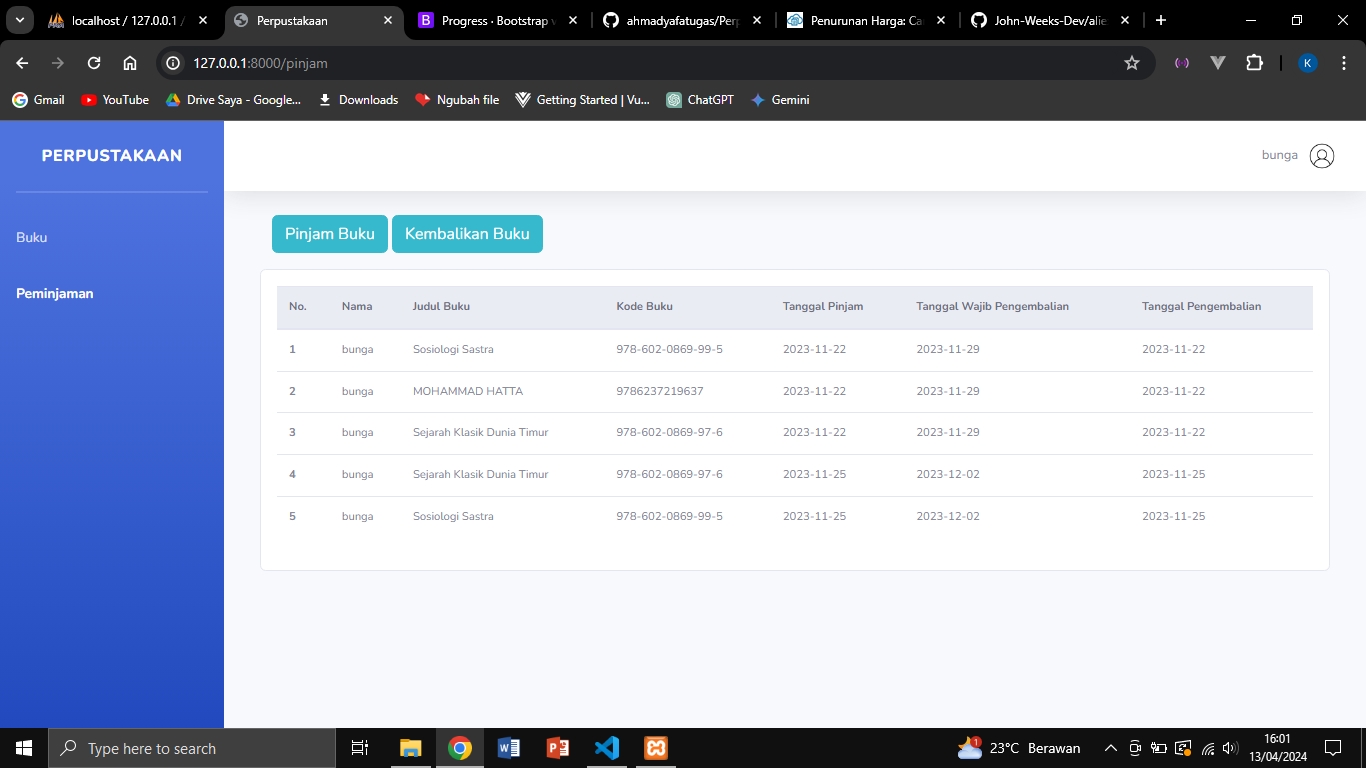 localhost / 127.0.0.1 /
Perpustakaan
Progress · Bootstrap v
ahmadyafatugas/Perp
Penurunan Harga: Ca
John-Weeks-Dev/alie
127.0.0.1:8000/pinjam
K
Gmail
YouTube
Drive Saya - Google...
Downloads
Ngubah file
Getting Started | Vu...
ChatGPT
Gemini
PERPUSTAKAAN
bunga
Buku
Peminjaman
Pinjam Buku
Kembalikan Buku
No. Nama Judul Buku Kode Buku Tanggal Pinjam Tanggal Wajib Pengembalian Tanggal Pengembalian
1 bunga Sosiologi Sastra 978-602-0869-99-5 2023-11-22 2023-11-29 2023-11-22
2 bunga MOHAMMAD HATTA 9786237219637 2023-11-22 2023-11-29 2023-11-22
3 bunga Sejarah Klasik Dunia Timur 978-602-0869-97-6 2023-11-22 2023-11-29 2023-11-22
4 bunga Sejarah Klasik Dunia Timur 978-602-0869-97-6 2023-11-25 2023-12-02 2023-11-25
5 bunga Sosiologi Sastra 978-602-0869-99-5 2023-11-25 2023-12-02 2023-11-25
Type here to search
1
23°C Berawan
16:01
13/04/2024